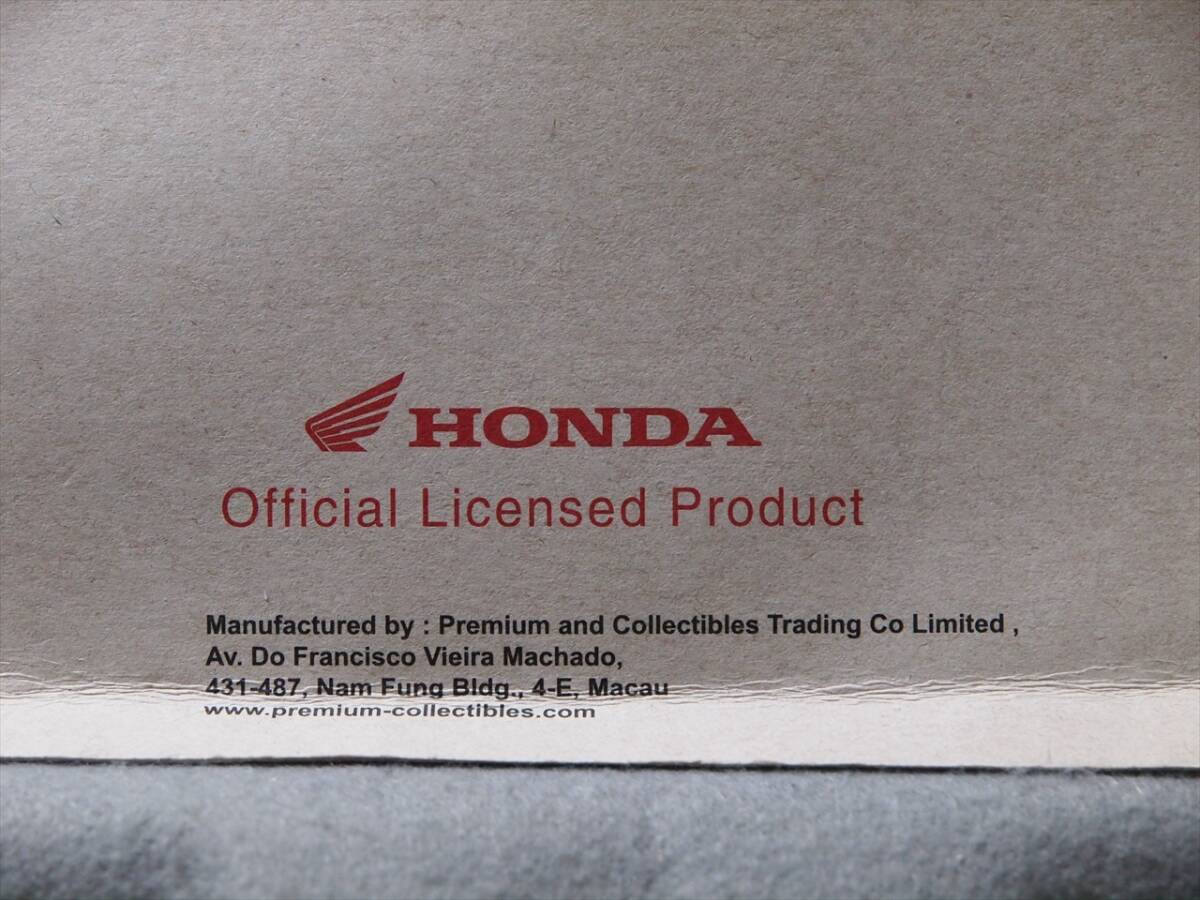 HONDA
Official Licensed Product
Manufactured by : Premium and Collectibles Trading Co Limited ,
Av. Do Francisco Vieira Machado,
431-487, Nam Fung Bldg., 4-E, Macau
www.premium-collectibles.com